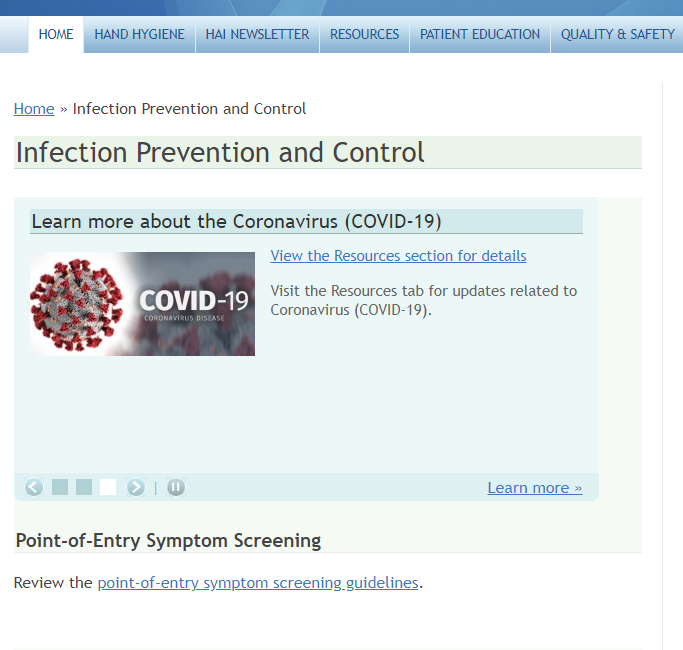 HOME HAND HYGIENE HAI NEWSLETTER RESOURCES PATIENT EDUCATION QUALITY & SAFETY
Home » Infection Prevention and Control
Infection Prevention and Control
Learn more about the Coronavirus (COVID-19)
COVID-19
CORONAVIRUS DISEASE
View the Resources section for details
Visit the Resources tab for updates related to
Coronavirus (COVID-19).
| Learn more »
Point-of-Entry Symptom Screening
Review the point-of-entry symptom screening guidelines.